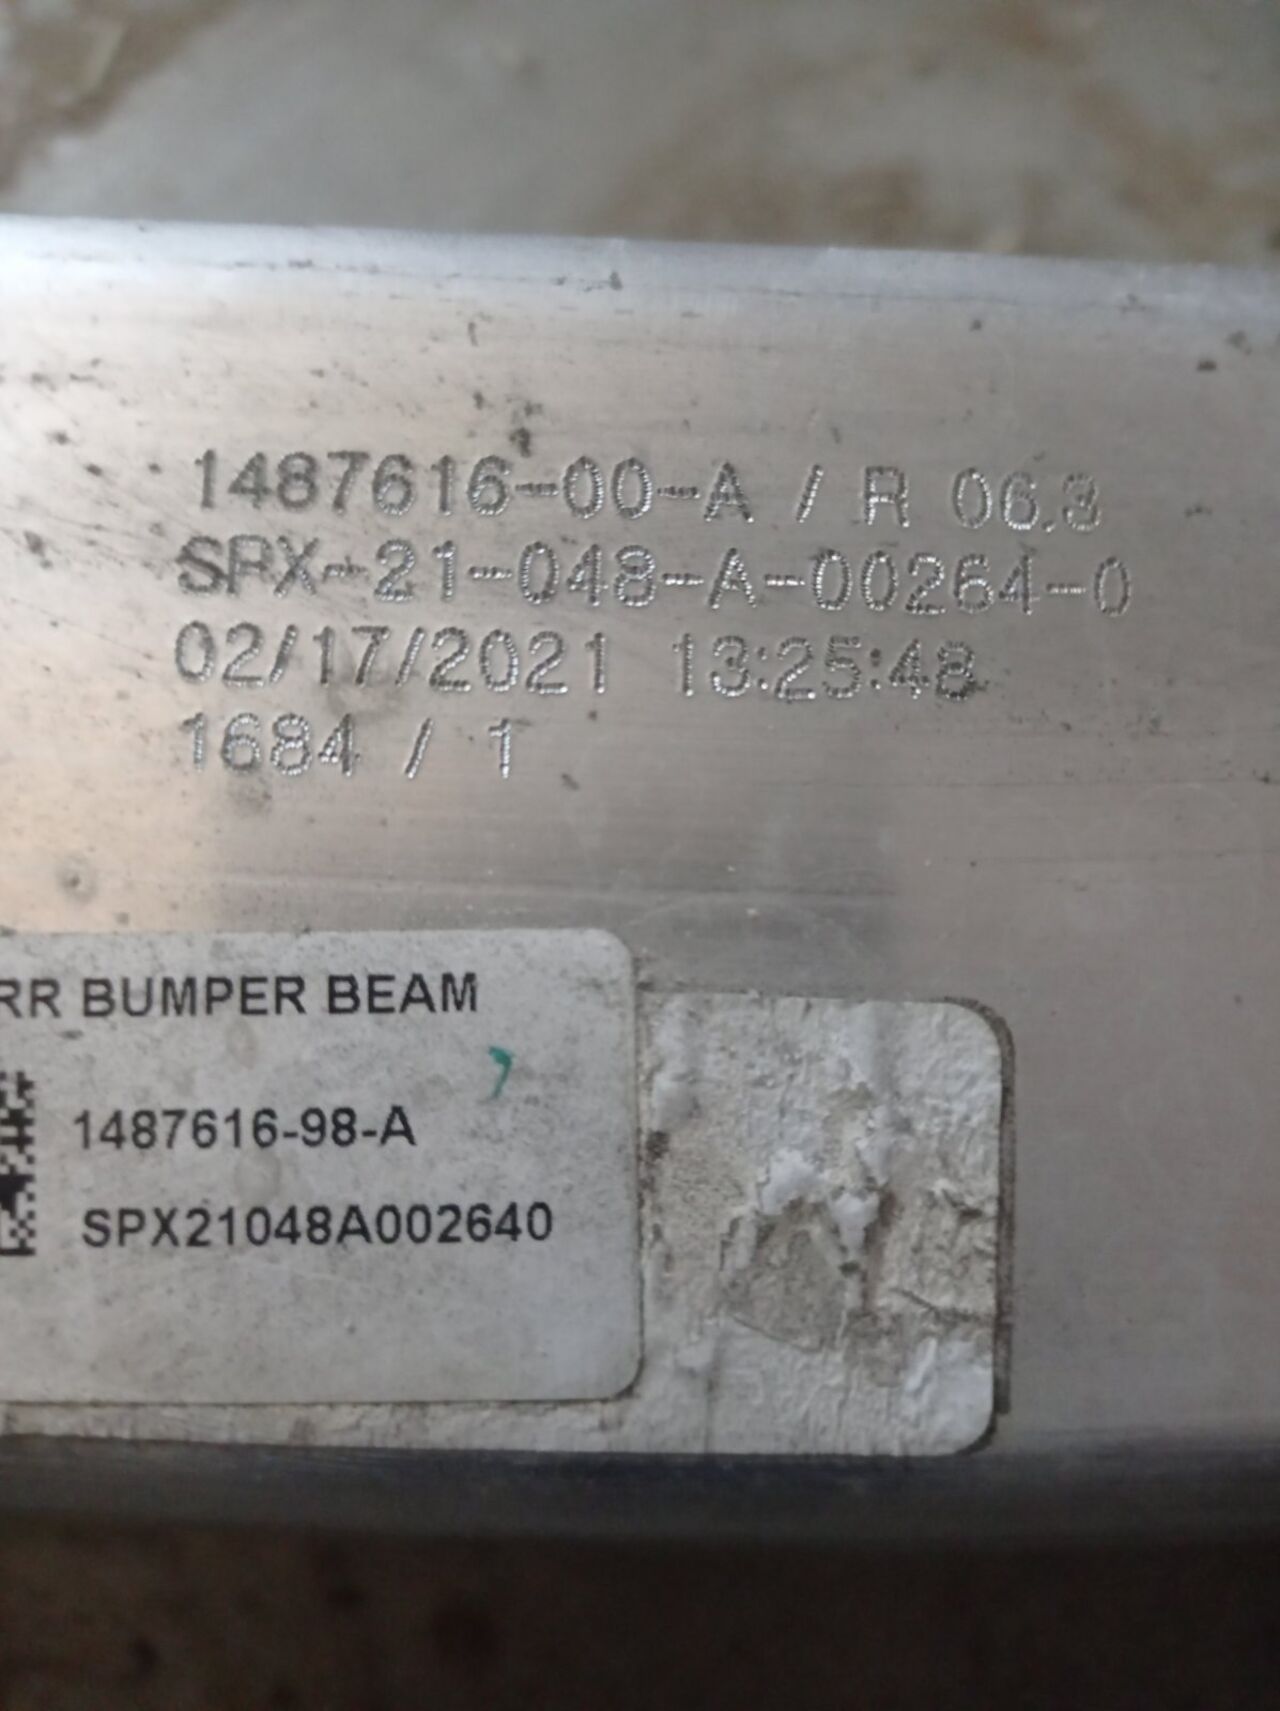 1487616-00-A / R 06.3
SPX-21-048-A-00264-0
02/17/2021 13:25:48
1684 / 1
RR BUMPER BEAM
1487616-98-A
SPX21048A002640